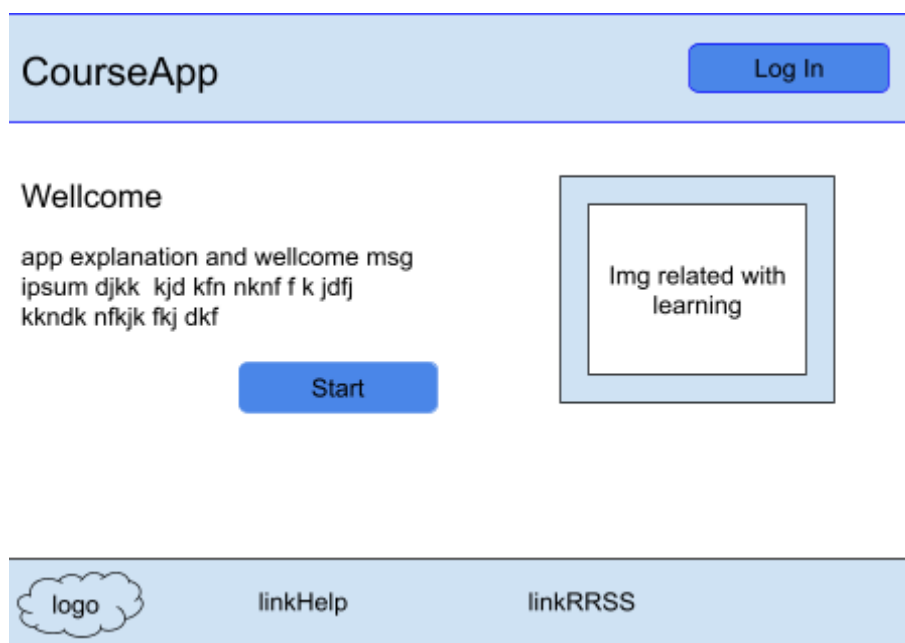 CourseApp
Log In
Wellcome
app explanation and wellcome msg
ipsum djkk  kjd kfn nknf f k jdfj
kkndk nfkjk fkj dkf
Start
Img related with
learning
logo
linkHelp
linkRRSS